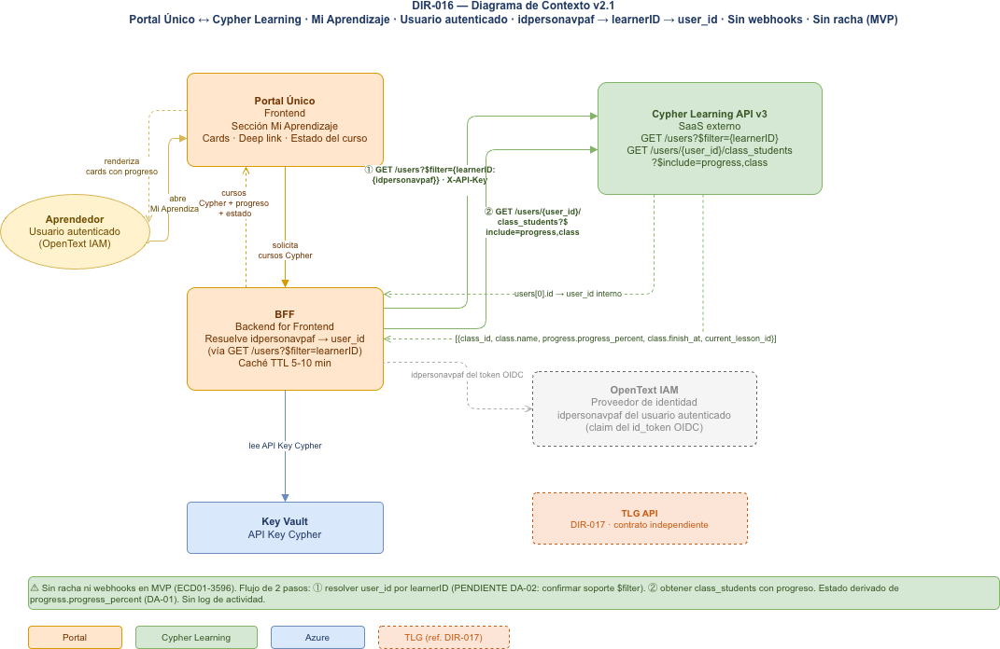 DIR-016 — Diagrama de Contexto v2.1
Portal Único ↔ Cypher Learning · Mi Aprendizaje · Usuario autenticado · idpersonavpaf → learnerID → user_id · Sin webhooks · Sin racha (MVP)
Portal Único
Frontend
Sección Mi Aprendizaje
Cards · Deep link · Estado del curso
Cypher Learning API v3
SaaS externo
GET /users?$filter={learnerID}
GET /users/{user_id}/class_students
?$include=progress,class
renderiza
cards con progreso
① GET /users?$filter={learnerID:
{idpersonavpaf}} · X-API-Key
abre
Mi Aprendiza
cursos
Cypher + progreso
+ estado
② GET /users/{user_id}/
class_students?$
include=progress,class
Aprendedor
Usuario autenticado
(OpenText IAM)
solicita
cursos Cypher
users[0].id → user_id interno
BFF
Backend for Frontend
Resuelve idpersonavpaf → user_id
(vía GET /users?$filter=learnerID)
Caché TTL 5-10 min
[{class_id, class.name, progress.progress_percent, class.finish_at, current_lesson_id}]
idpersonavpaf del token OIDC
OpenText IAM
Proveedor de identidad
idpersonavpaf del usuario autenticado
(claim del id_token OIDC)
lee API Key Cypher
Key Vault
API Key Cypher
TLG API
DIR-017 · contrato independiente
⚠ Sin racha ni webhooks en MVP (ECD01-3596). Flujo de 2 pasos: ① resolver user_id por learnerID (PENDIENTE DA-02: confirmar soporte $filter). ② obtener class_students con progreso. Estado derivado de
progress.progress_percent (DA-01). Sin log de actividad.
Portal
Cypher Learning
Azure
TLG (ref. DIR-017)